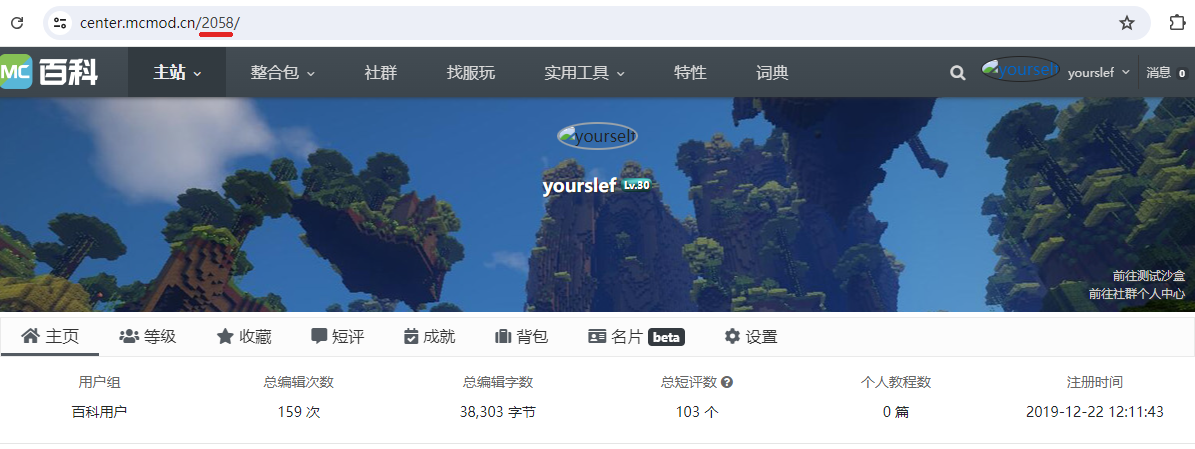 center.mcmod.cn/2058/
MC 百科 主站 整合包 社群 找服玩 实用工具 特性 词典 yourself yourslef 消息 0
yourself
yourslef Lv.30
前往测试沙盒
前往社群个人中心
主页 等级 收藏 短评 成就 背包 名片 beta 设置
用户组 总编辑次数 总编辑字数 总短评数 个人教程数 注册时间
百科用户 159 次 38,303 字节 103 个 0 篇 2019-12-22 12:11:43